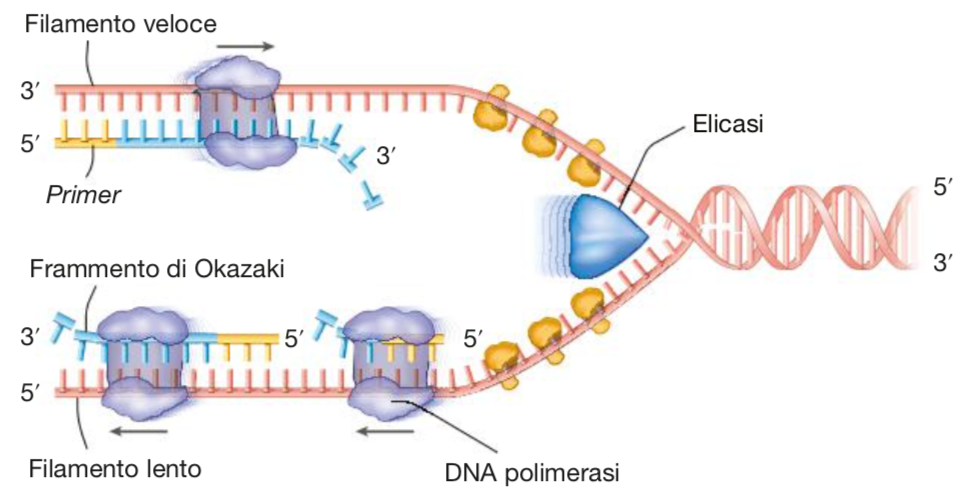 Filamento veloce
3′
5′
3′
Primer
Elicasi
5′
3′
Frammento di Okazaki
3′
5′
5′
5′
Filamento lento
DNA polimerasi